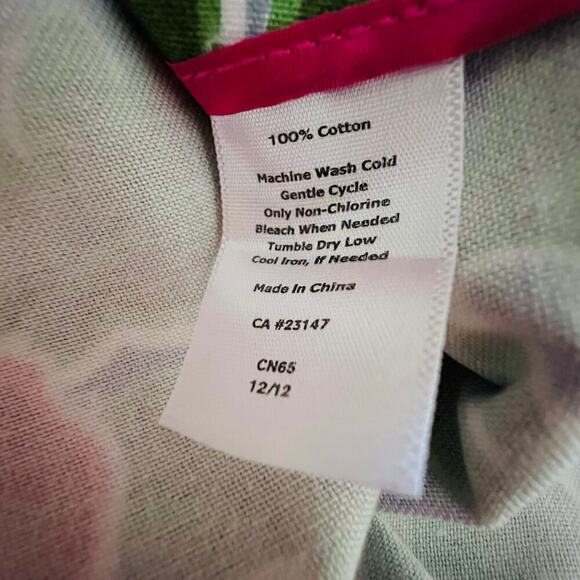 100% Cotton
Machine Wash Cold
Gentle Cycle
Only Non-Chlorine
Bleach When Needed
Tumble Dry Low
Cool Iron, If Needed
Made In China
CA #23147
CN65
12/12